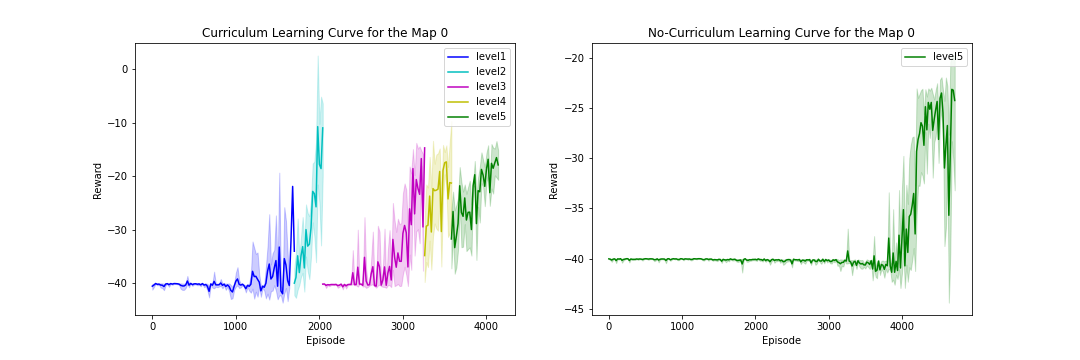 Curriculum Learning Curve for the Map 0
Reward
0
−10
−20
−30
−40
0
1000
2000
3000
4000
Episode
level1
level2
level3
level4
level5
No-Curriculum Learning Curve for the Map 0
Reward
−20
−25
−30
−35
−40
−45
0
1000
2000
3000
4000
Episode
level5